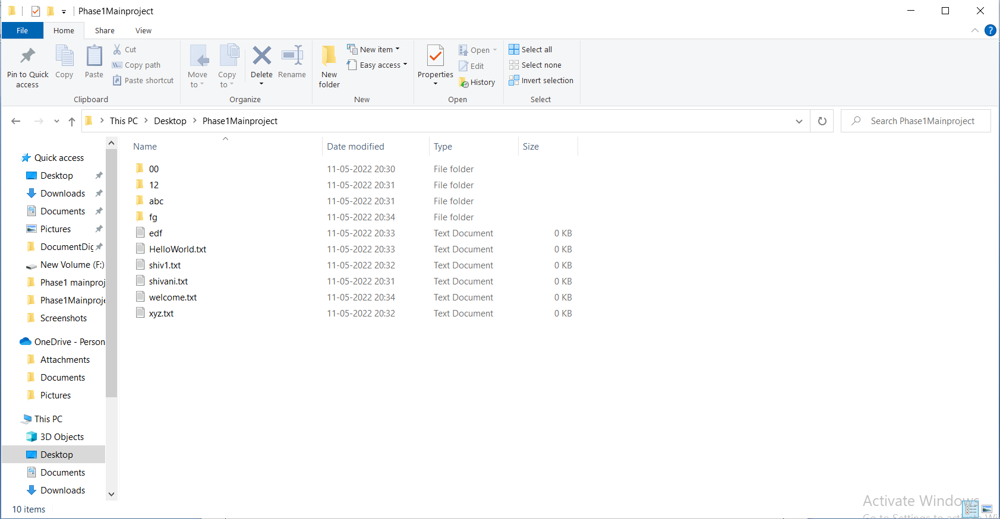 Phase1Mainproject
File Home Share View
Pin to Quick access
Copy
Paste
Cut
Copy path
Paste shortcut
Clipboard
Move to
Copy to
Delete
Rename
Organize
New folder
New item
Easy access
New
Properties
Open
Edit
History
Open
Select all
Select none
Invert selection
Select
This PC > Desktop > Phase1Mainproject
Search Phase1Mainproject
Quick access
Desktop
Downloads
Documents
Pictures
DocumentDig
New Volume (F:)
Phase1 mainproj
Phase1Mainproje
Screenshots
OneDrive - Person
Attachments
Documents
Pictures
This PC
3D Objects
Desktop
Documents
Downloads
Name Date modified Type Size
00 11-05-2022 20:30 File folder
12 11-05-2022 20:31 File folder
abc 11-05-2022 20:31 File folder
fg 11-05-2022 20:34 File folder
edf 11-05-2022 20:33 Text Document 0 KB
HelloWorld.txt 11-05-2022 20:33 Text Document 0 KB
shiv1.txt 11-05-2022 20:32 Text Document 0 KB
shivani.txt 11-05-2022 20:31 Text Document 0 KB
welcome.txt 11-05-2022 20:34 Text Document 0 KB
xyz.txt 11-05-2022 20:32 Text Document 0 KB
10 items
Activate Windows
Go to Settings to activate Wi